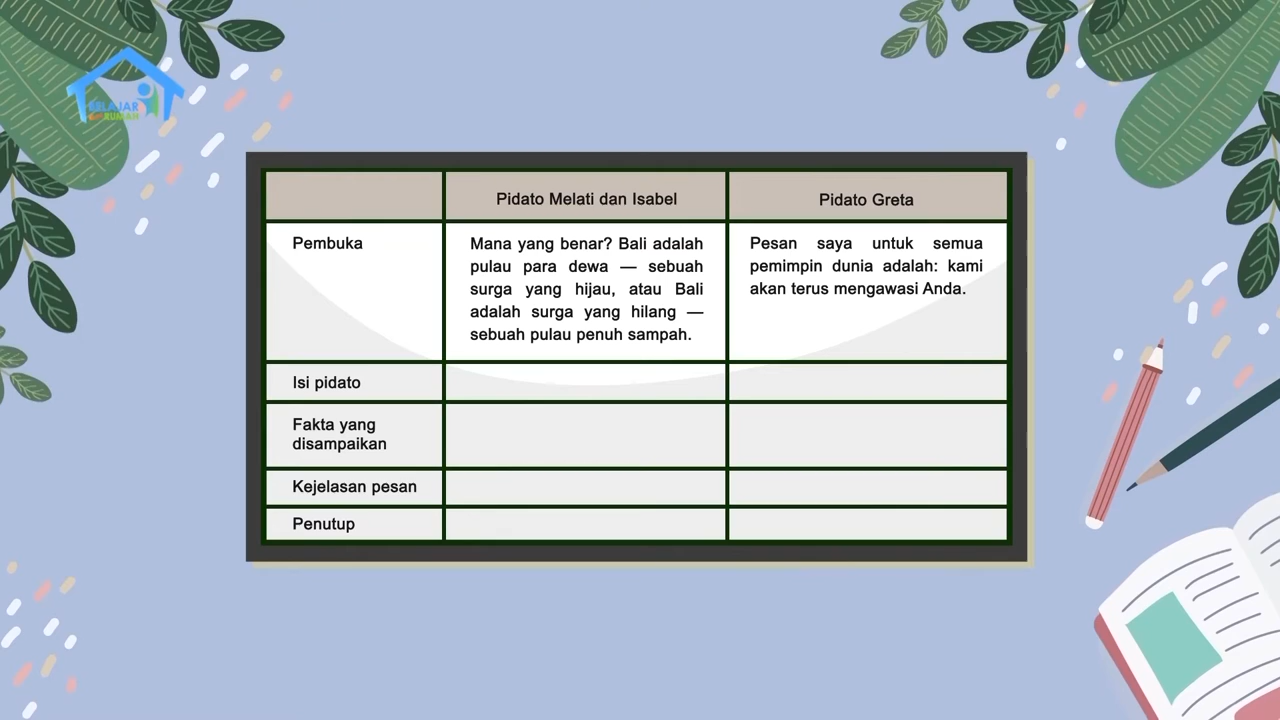 BELAJAR
RUMAH
Pidato Melati dan Isabel
Pidato Greta
Pembuka
Mana yang benar? Bali adalah
pulau para dewa — sebuah
surga yang hijau, atau Bali
adalah surga yang hilang —
sebuah pulau penuh sampah.
Pesan saya untuk semua
pemimpin dunia adalah: kami
akan terus mengawasi Anda.
Isi pidato
Fakta yang
disampaikan
Kejelasan pesan
Penutup